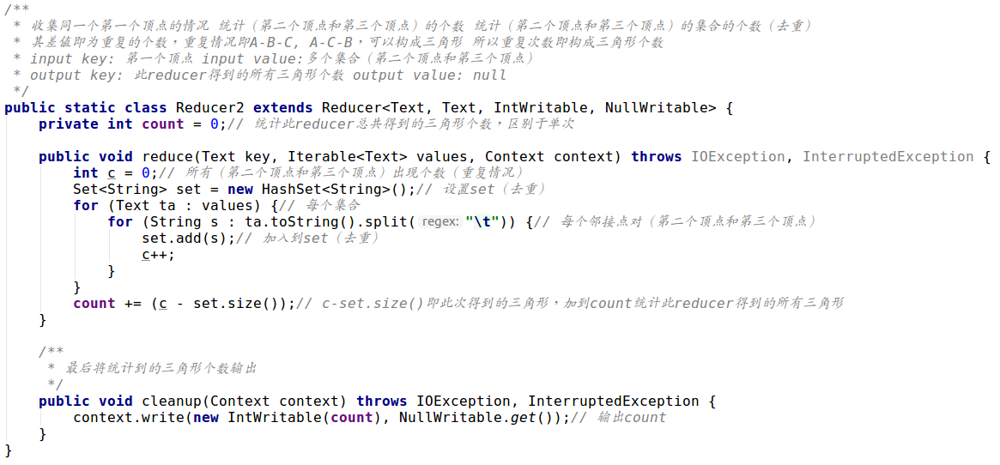 /**
 * 收集同一个第一个顶点的情况 统计（第二个顶点和第三个顶点）的个数 统计（第二个顶点和第三个顶点）的集合的个数（去重）
 * 其差值即为重复的个数，重复情况即A-B-C, A-C-B，可以构成三角形 所以重复次数即构成三角形个数
 * input key: 第一个顶点 input value:多个集合（第二个顶点和第三个顶点）
 * output key: 此reducer得到的所有三角形个数 output value: null
 */
public static class Reducer2 extends Reducer<Text, Text, IntWritable, NullWritable> {
    private int count = 0;// 统计此reducer总共得到的三角形个数，区别于单次

    public void reduce(Text key, Iterable<Text> values, Context context) throws IOException, InterruptedException {
        int c = 0;// 所有（第二个顶点和第三个顶点）出现个数（重复情况）
        Set<String> set = new HashSet<String>();// 设置set（去重）
        for (Text ta : values) {// 每个集合
            for (String s : ta.toString().split( regex: "\t")) {// 每个邻接点对（第二个顶点和第三个顶点）
                set.add(s);// 加入到set（去重）
                c++;
            }
        }
        count += (c - set.size());// c-set.size()即此次得到的三角形，加到count统计此reducer得到的所有三角形
    }

    /**
     * 最后将统计到的三角形个数输出
     */
    public void cleanup(Context context) throws IOException, InterruptedException {
        context.write(new IntWritable(count), NullWritable.get());// 输出count
    }
}